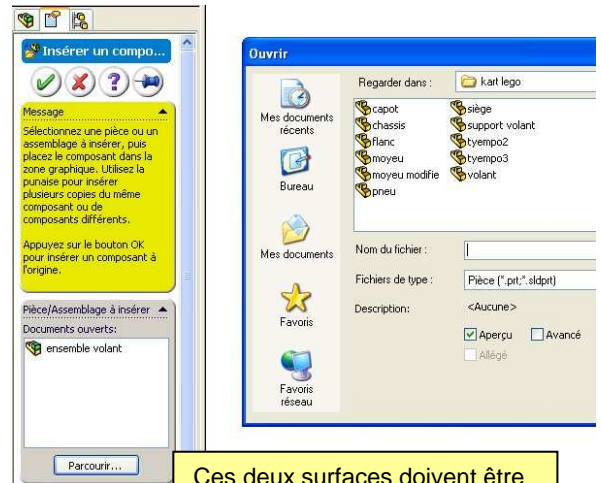 Insérer un compo...
Message
Sélectionnez une pièce ou un
assemblage à insérer, puis
placez le composant dans la
zone graphique. Utilisez la
punaise pour insérer
plusieurs copies du même
composant ou de
composants différents.
Appuyez sur le bouton OK
pour insérer un composant à
l'origine.
Pièce/Assemblage à insérer
Documents ouverts:
ensemble volant
Parcourir...
Ouvrir
Regarder dans :
kart lego
Mes documents
récents
Bureau
Mes documents
Favoris
Favoris
réseau
capot
chassis
flanc
moyeu
moyeu modifie
pneu
siège
support volant
tyempo2
tyempo3
volant
Nom du fichier :
Fichiers de type :
Pièce (*.prt;*.sldprt)
Description:
<Aucune>
Aperçu
Avancé
Allégé
Ces deux surfaces doivent être